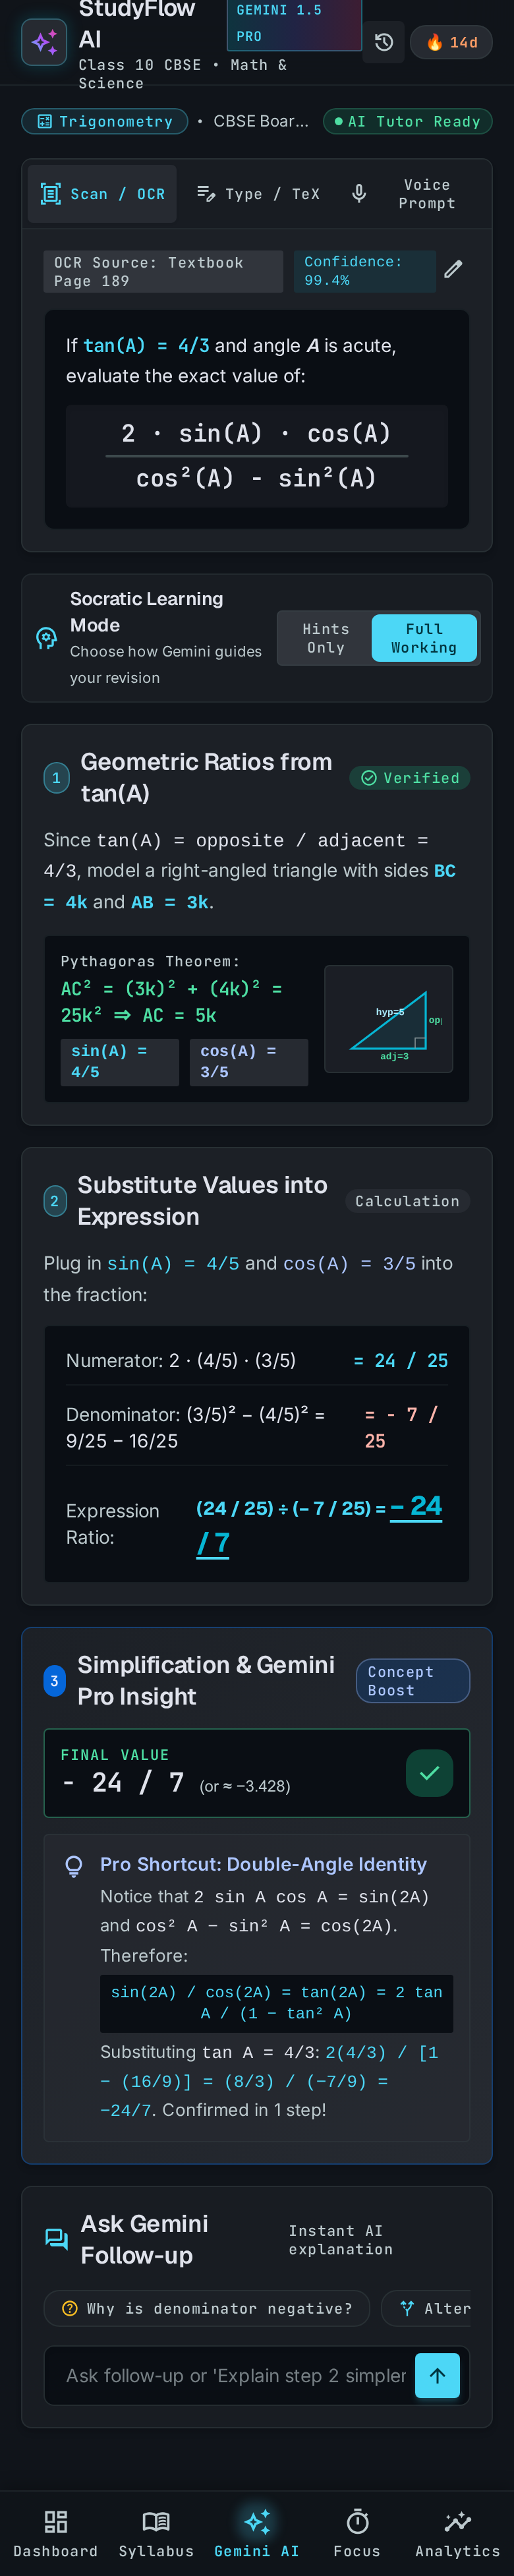 StudyFlow
AI
GEMINI 1.5
PRO
Class 10 CBSE • Math &
Science
🔥 14d
Trigonometry
• CBSE Boar...
AI Tutor Ready
Scan / OCR
Type / TeX
Voice
Prompt
OCR Source: Textbook
Page 189
Confidence:
99.4%
If tan(A) = 4/3 and angle A is acute,
evaluate the exact value of:
2 · sin(A) · cos(A)
cos²(A) - sin²(A)
Socratic Learning
Mode
Choose how Gemini guides
your revision
Hints
Only
Full
Working
1
Geometric Ratios from
tan(A)
Verified
Since tan(A) = opposite / adjacent =
4/3, model a right-angled triangle with sides BC
= 4k and AB = 3k.
Pythagoras Theorem:
AC² = (3k)² + (4k)² =
25k² ⇒ AC = 5k
sin(A) =
4/5
cos(A) =
3/5
hyp=5
adj=3
2
Substitute Values into
Expression
Calculation
Plug in sin(A) = 4/5 and cos(A) = 3/5 into
the fraction:
Numerator: 2 · (4/5) · (3/5)
= 24 / 25
Denominator: (3/5)² − (4/5)² =
9/25 − 16/25
= - 7 /
25
Expression
Ratio:
(24 / 25) ÷ (− 7 / 25) = − 24
/ 7
3
Simplification & Gemini
Pro Insight
Concept
Boost
FINAL VALUE
- 24 / 7 (or ≈ −3.428)
Pro Shortcut: Double-Angle Identity
Notice that 2 sin A cos A = sin(2A)
and cos² A − sin² A = cos(2A).
Therefore:
sin(2A) / cos(2A) = tan(2A) = 2 tan
A / (1 − tan² A)
Substituting tan A = 4/3: 2(4/3) / [1
− (16/9)] = (8/3) / (−7/9) =
−24/7. Confirmed in 1 step!
Ask Gemini
Follow-up
Instant AI
explanation
Why is denominator negative?
Alter
Ask follow-up or 'Explain step 2 simpler
Dashboard
Syllabus
Gemini AI
Focus
Analytics